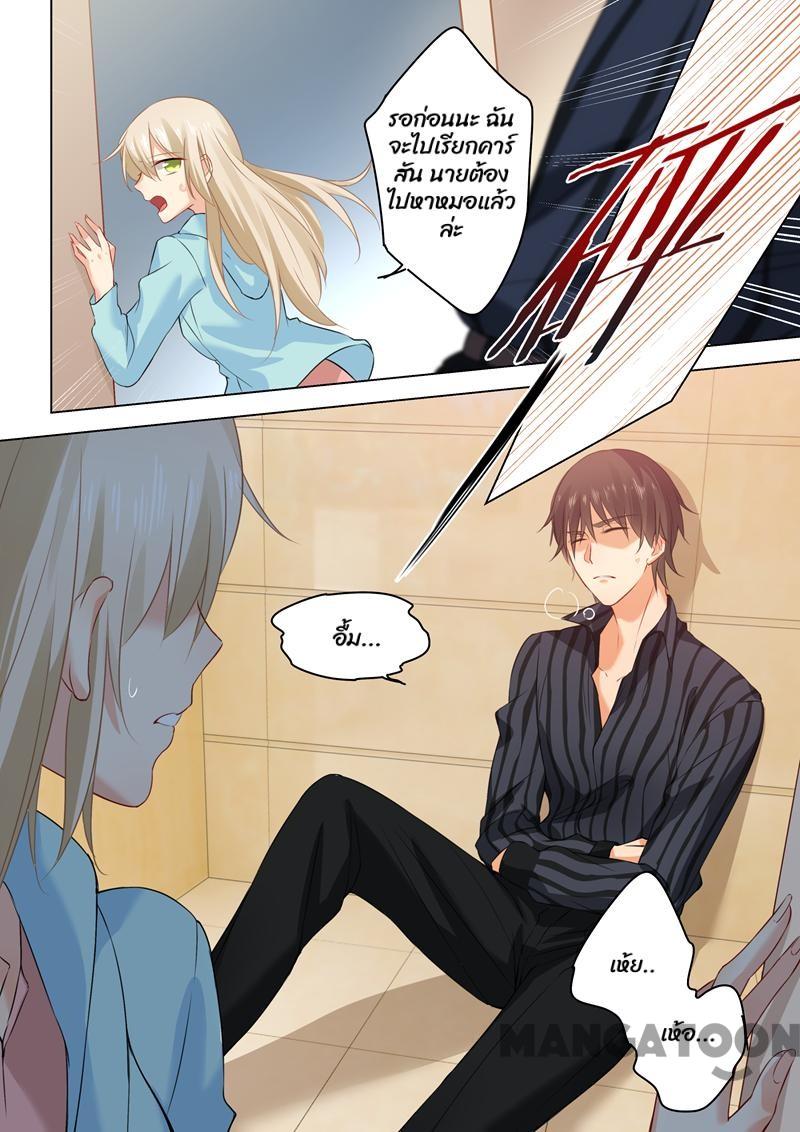 รอก่อนนะ ฉัน
จะไปเรียกคาร์
สัน นายต้อง
ไปหาหมอแล้ว
ล่ะ
อื้ม...
เห้ย..
เห้อ...
MANGATOON